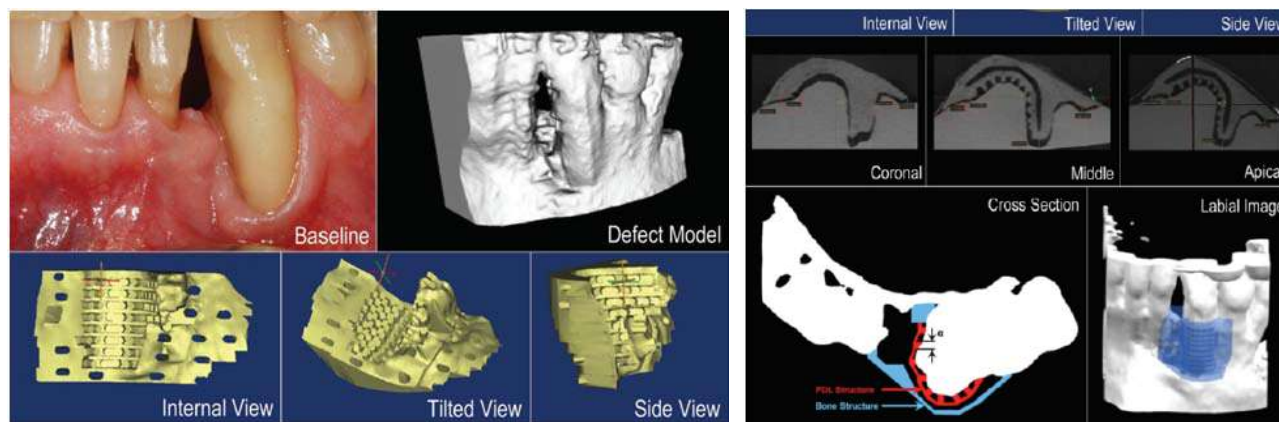 Baseline
Defect Model
Internal View
Tilted View
Side View
Internal View
Tilted View
Side View
Coronal
Middle
Apica
Cross Section
Labial Image
α
PDL Structure
Bone Structure